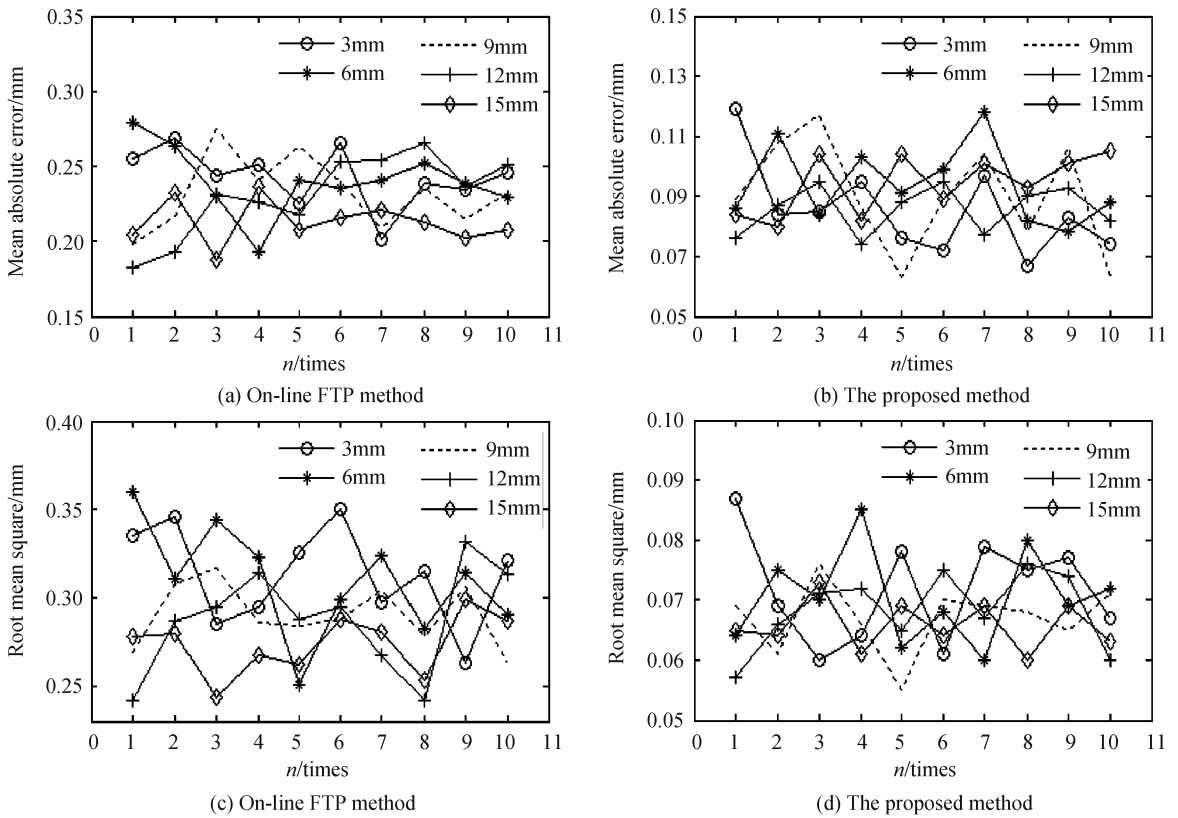 0.35
0.30
0.25
0.20
0.15
Mean absolute error/mm
3mm
6mm
9mm
12mm
15mm
0 1 2 3 4 5 6 7 8 9 10 11
n/times
(a) On-line FTP method
0.15
0.13
0.11
0.09
0.07
0.05
Mean absolute error/mm
3mm
6mm
9mm
12mm
15mm
0 1 2 3 4 5 6 7 8 9 10 11
n/times
(b) The proposed method
0.40
0.35
0.30
0.25
Root mean square/mm
3mm
6mm
9mm
12mm
15mm
0 1 2 3 4 5 6 7 8 9 10 11
n/times
(c) On-line FTP method
0.10
0.09
0.08
0.07
0.06
0.05
Root mean square/mm
3mm
6mm
9mm
12mm
15mm
0 1 2 3 4 5 6 7 8 9 10 11
n/times
(d) The proposed method